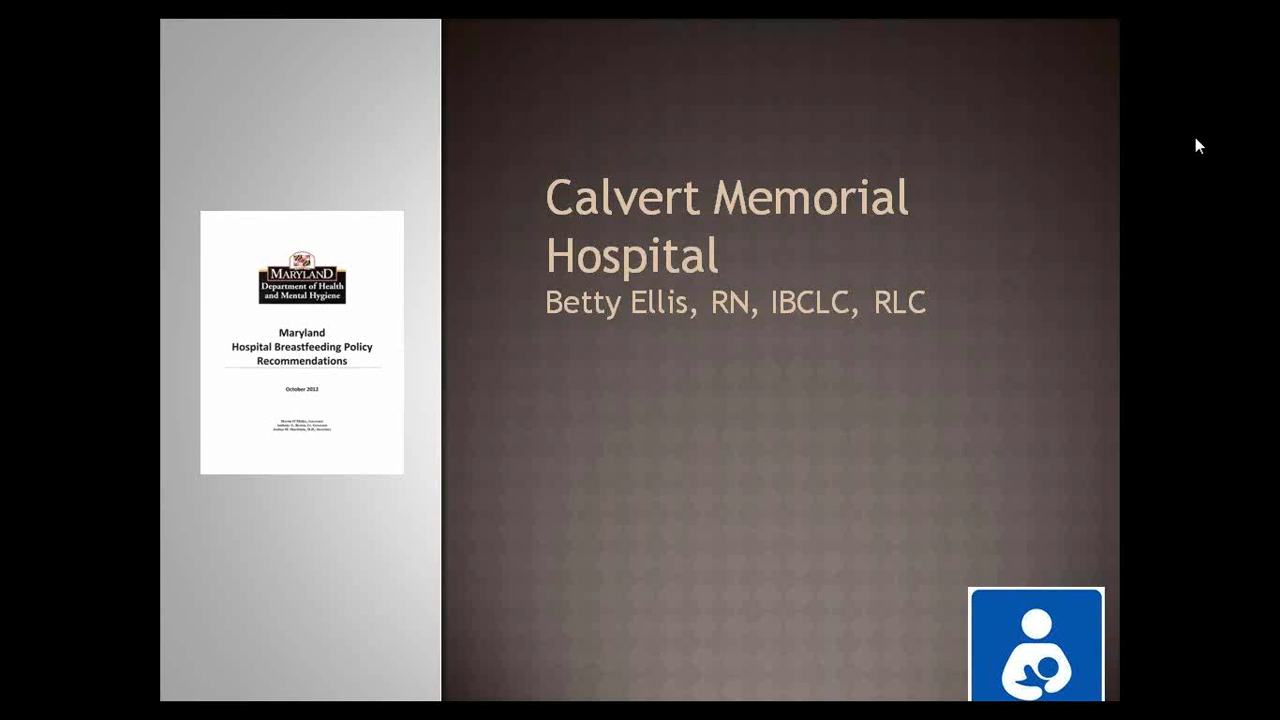 MARYLAND
Department of Health
and Mental Hygiene
Maryland
Hospital Breastfeeding Policy
Recommendations
October 2012
Calvert Memorial
Hospital
Betty Ellis, RN, IBCLC, RLC